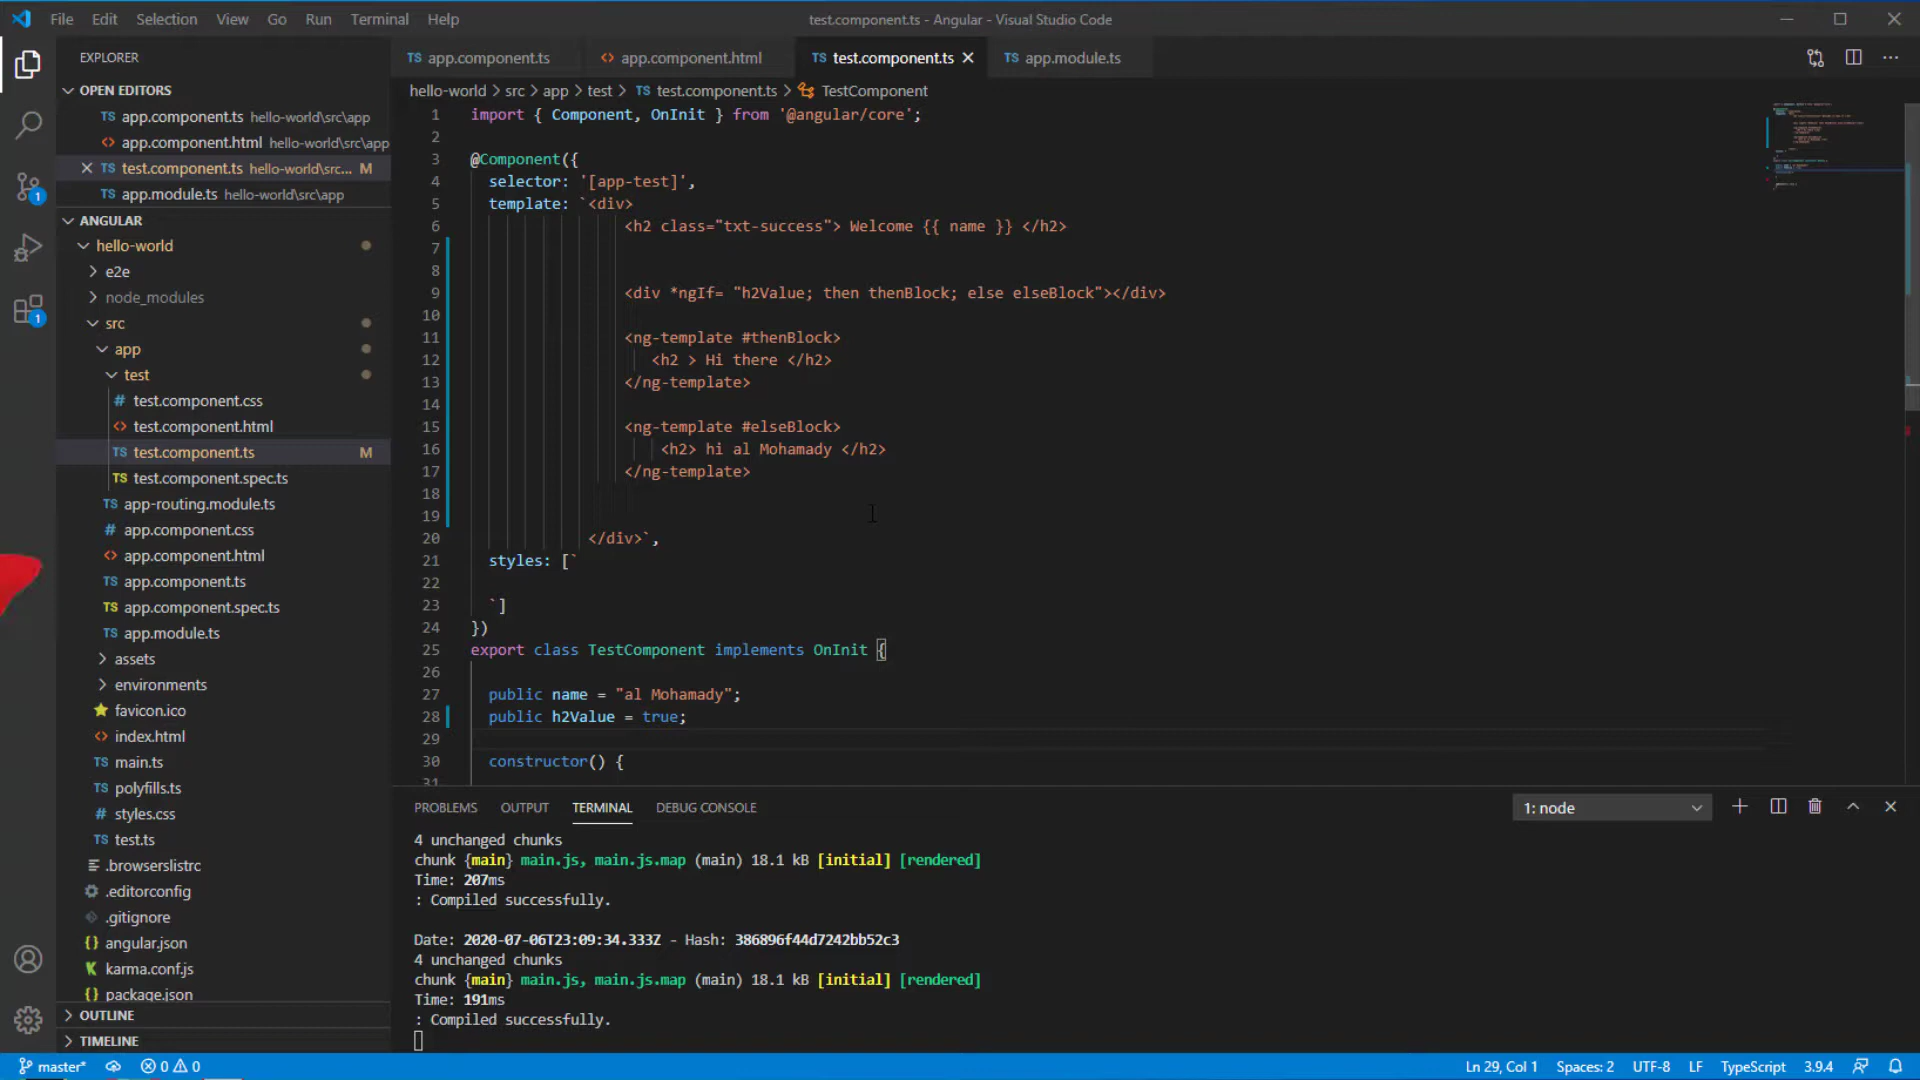 File Edit Selection View Go Run Terminal Help
test.component.ts - Angular - Visual Studio Code
EXPLORER
OPEN EDITORS
TS app.component.ts hello-world\src\app
<> app.component.html hello-world\src\app
TS test.component.ts hello-world\src... M
TS app.module.ts hello-world\src\app
ANGULAR
hello-world
e2e
node_modules
src
app
test
# test.component.css
<> test.component.html
TS test.component.ts M
TS test.component.spec.ts
TS app-routing.module.ts
# app.component.css
<> app.component.html
TS app.component.ts
TS app.component.spec.ts
TS app.module.ts
assets
environments
favicon.ico
<> index.html
TS main.ts
TS polyfills.ts
# styles.css
TS test.ts
.browserslistrc
.editorconfig
.gitignore
{} angular.json
karma.conf.js
{} package.json
OUTLINE
TIMELINE
1
1
TS app.component.ts <> app.component.html TS test.component.ts TS app.module.ts
hello-world > src > app > test > TS test.component.ts > TestComponent
1 import { Component, OnInit } from '@angular/core';
2
3 @Component({
4 selector: '[app-test]',
5 template: `<div>
6 <h2 class="txt-success"> Welcome {{ name }} </h2>
7
8
9 <div *ngIf= "h2Value; then thenBlock; else elseBlock"></div>
10
11 <ng-template #thenBlock>
12 <h2 > Hi there </h2>
13 </ng-template>
14
15 <ng-template #elseBlock>
16 <h2> hi al Mohamady </h2>
17 </ng-template>
18
19
20 </div>`,
21 styles: [`
22
23 `]
24 })
25 export class TestComponent implements OnInit {
26
27 public name = "al Mohamady";
28 public h2Value = true;
29
30 constructor() {
31
PROBLEMS OUTPUT TERMINAL DEBUG CONSOLE
1: node
4 unchanged chunks
chunk {main} main.js, main.js.map (main) 18.1 kB [initial] [rendered]
Time: 207ms
: Compiled successfully.
Date: 2020-07-06T23:09:34.333Z - Hash: 386896f44d7242bb52c3
4 unchanged chunks
chunk {main} main.js, main.js.map (main) 18.1 kB [initial] [rendered]
Time: 191ms
: Compiled successfully.
master* 0 0
Ln 29, Col 1 Spaces: 2 UTF-8 LF TypeScript 3.9.4